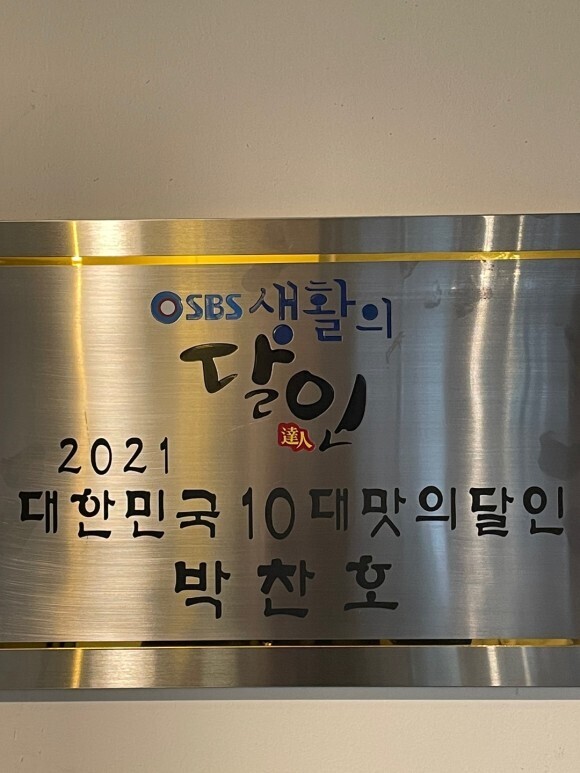 SBS 생활의
달인
達人
2021
대한민국 10대맛의달인
박찬호